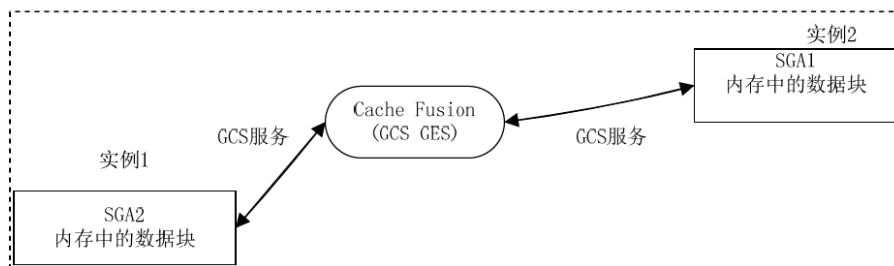 实例2
SGA1
内存中的数据块
Cache Fusion
(GCS GES)
GCS服务
GCS服务
实例1
SGA2
内存中的数据块